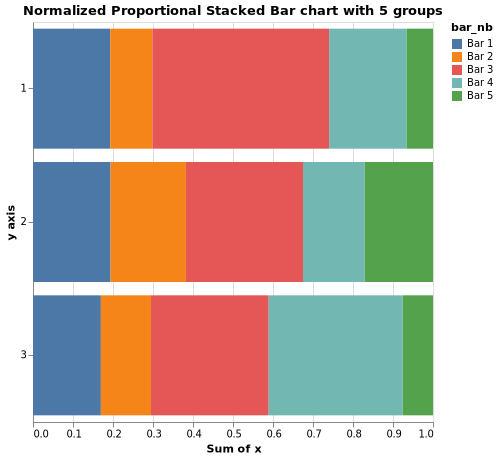 Normalized Proportional Stacked Bar chart with 5 groups
bar_nb
Bar 1
Bar 2
Bar 3
Bar 4
Bar 5
y axis
1
2
3
0.0 0.1 0.2 0.3 0.4 0.5 0.6 0.7 0.8 0.9 1.0
Sum of x